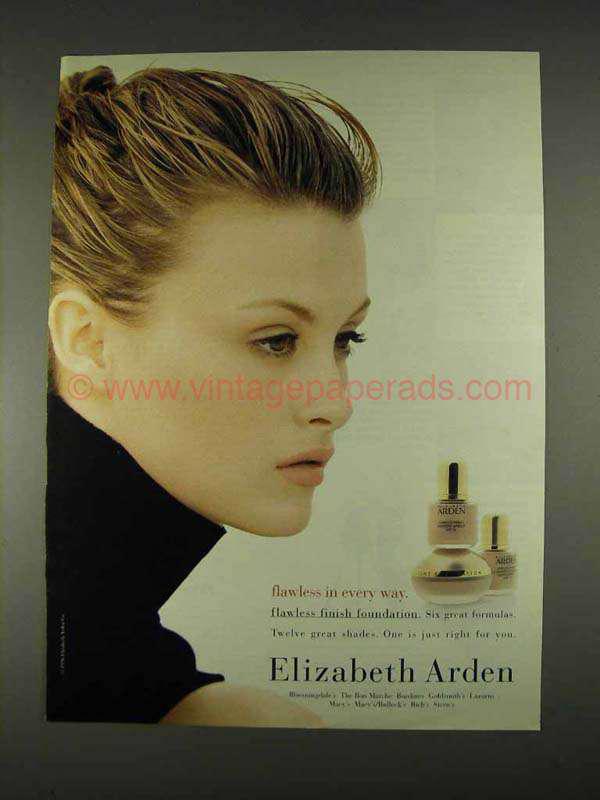 © www.vintagepaperads.com
ARDEN
ARDEN
flawless in every way.
flawless finish foundation. Six great formulas.
Twelve great shades. One is just right for you.
Elizabeth Arden
Bloomingdale's The Bon Marche Burdines Goldsmith's Lazarus
Macy's Macy's/Bullock's Rich's Stern's